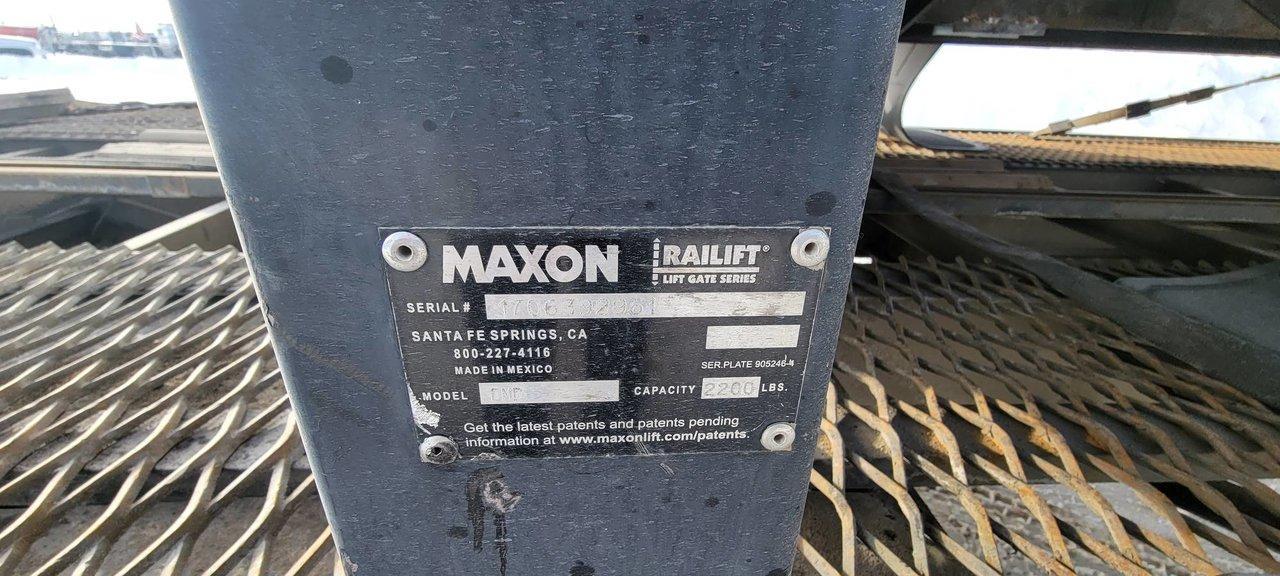 MAXON
RAILIFT®
LIFT GATE SERIES
SERIAL #
SANTA FE SPRINGS, CA
800-227-4116
MADE IN MEXICO
SER.PLATE 905246-4
MODEL
CAPACITY 2200 LBS.
Get the latest patents and patents pending
information at www.maxonlift.com/patents.